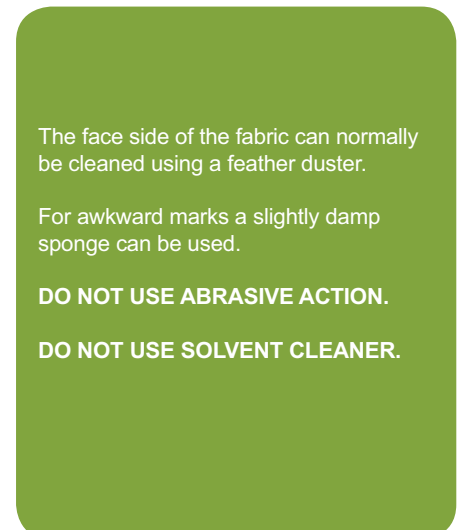 The face side of the fabric can normally
be cleaned using a feather duster.
For awkward marks a slightly damp
sponge can be used.
DO NOT USE ABRASIVE ACTION.
DO NOT USE SOLVENT CLEANER.